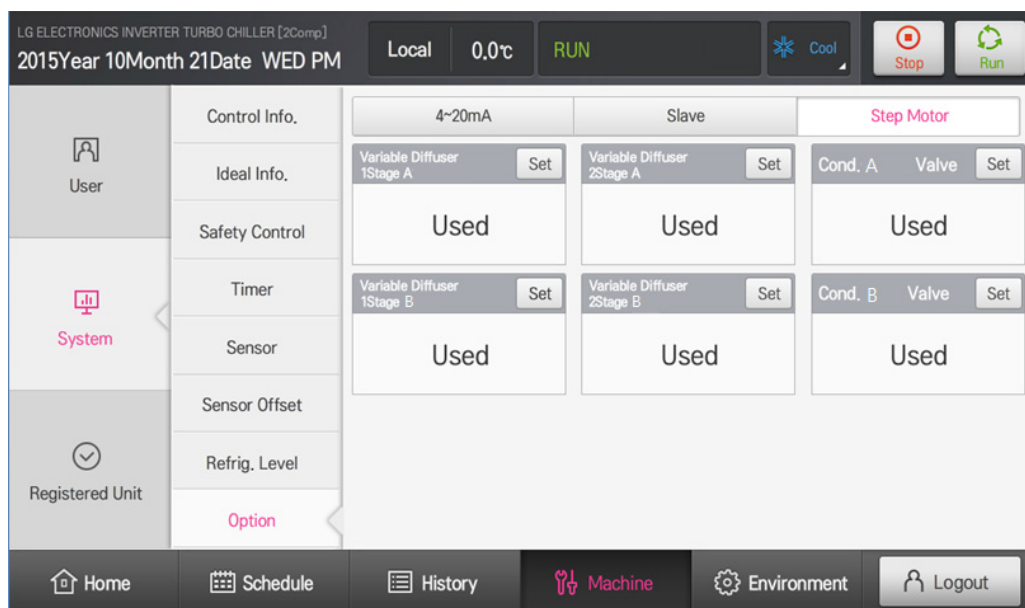 LG ELECTRONICS INVERTER TURBO CHILLER [2Comp]
2015Year 10Month 21Date WED PM
Local 0.0℃ RUN Cool Stop Run
User
System
Registered Unit
Control Info.
Ideal Info.
Safety Control
Timer
Sensor
Sensor Offset
Refrig. Level
Option
4~20mA Slave Step Motor
Variable Diffuser
1Stage A
Set
Used
Variable Diffuser
2Stage A
Set
Used
Cond. A Valve Set
Used
Variable Diffuser
1Stage B
Set
Used
Variable Diffuser
2Stage B
Set
Used
Cond. B Valve Set
Used
Home Schedule History Machine Environment Logout